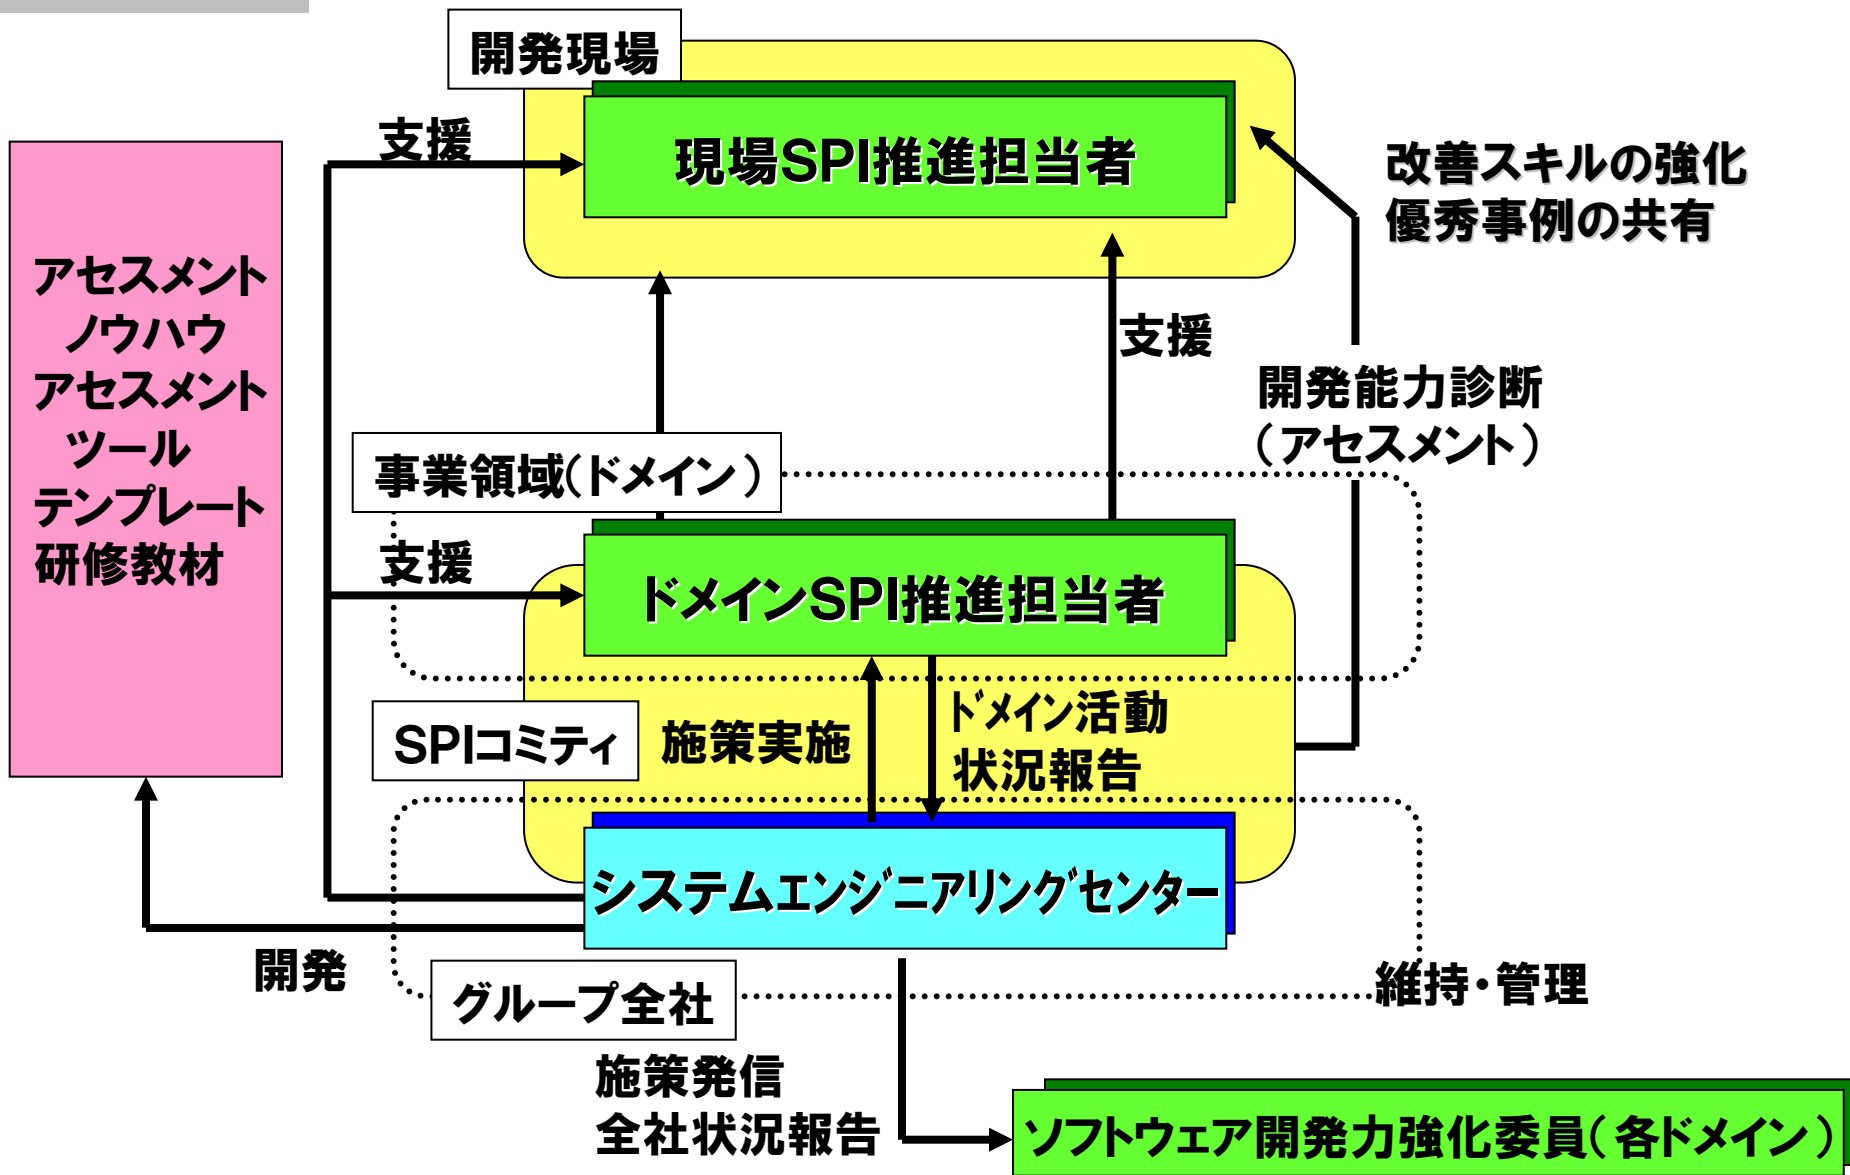 開発現場
支援
現場SPI推進担当者
改善スキルの強化
優秀事例の共有
アセスメント
ノウハウ
アセスメント
ツール
テンプレート
研修教材
支援
開発能力診断
（アセスメント）
事業領域(ドメイン）
支援
ドメインSPI推進担当者
SPIコミティ
施策実施
ﾄﾞﾒｲﾝ活動
状況報告
システムエンジニアリングセンター
開発
グループ全社
維持・管理
施策発信
全社状況報告
ソフトウェア開発力強化委員（各ドメイン）